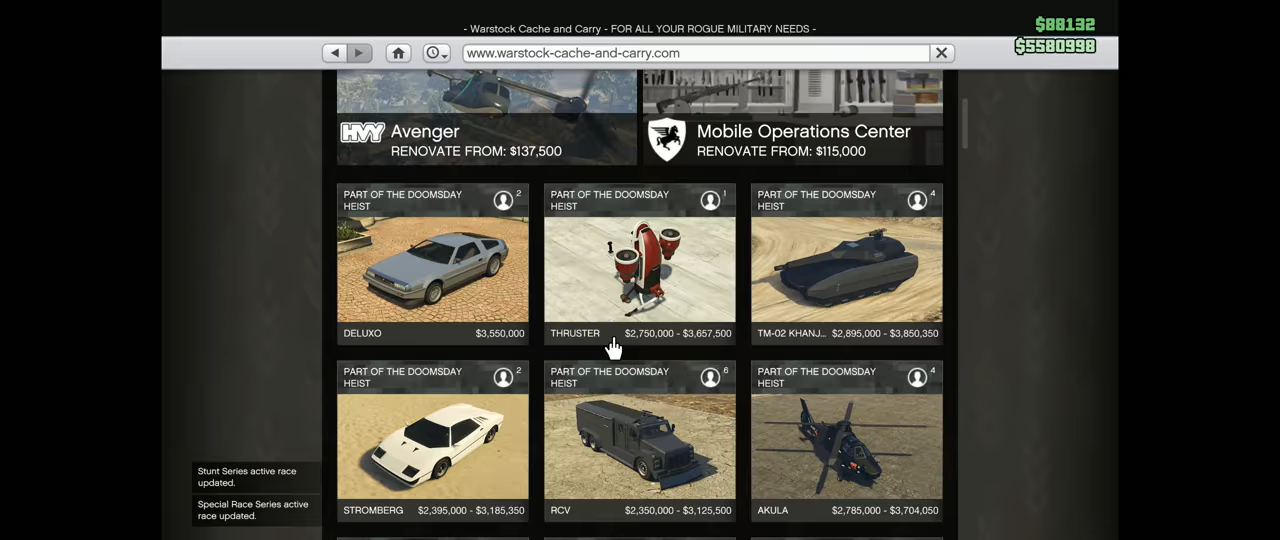 - Warstock Cache and Carry - FOR ALL YOUR ROGUE MILITARY NEEDS -
$88132
$5580998
www.warstock-cache-and-carry.com
HVY Avenger
RENOVATE FROM: $137,500
Mobile Operations Center
RENOVATE FROM: $115,000
PART OF THE DOOMSDAY
HEIST
2
PART OF THE DOOMSDAY
HEIST
1
PART OF THE DOOMSDAY
HEIST
4
DELUXO $3,550,000
THRUSTER $2,750,000 - $3,657,500
TM-02 KHANJ... $2,895,000 - $3,850,350
PART OF THE DOOMSDAY
HEIST
2
PART OF THE DOOMSDAY
HEIST
6
PART OF THE DOOMSDAY
HEIST
4
STROMBERG $2,395,000 - $3,185,350
RCV $2,350,000 - $3,125,500
AKULA $2,785,000 - $3,704,050
Stunt Series active race
updated.
Special Race Series active
race updated.